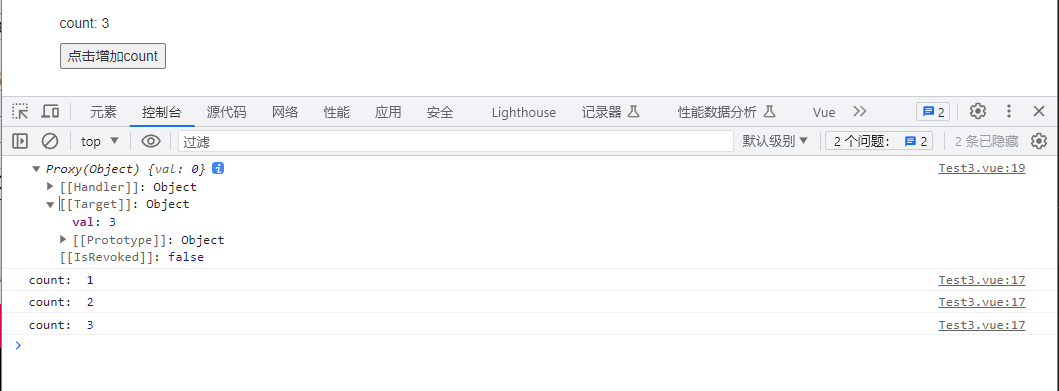 count: 3
点击增加count
元素 控制台 源代码 网络 性能 应用 安全 Lighthouse 记录器 性能数据分析 Vue 2
top 过滤 默认级别 2 个问题: 2 2 条已隐藏
Proxy(Object) {val: 0} i Test3.vue:19
[[Handler]]: Object
[[Target]]: Object
val: 3
[[Prototype]]: Object
[[IsRevoked]]: false
count: 1 Test3.vue:17
count: 2 Test3.vue:17
count: 3 Test3.vue:17